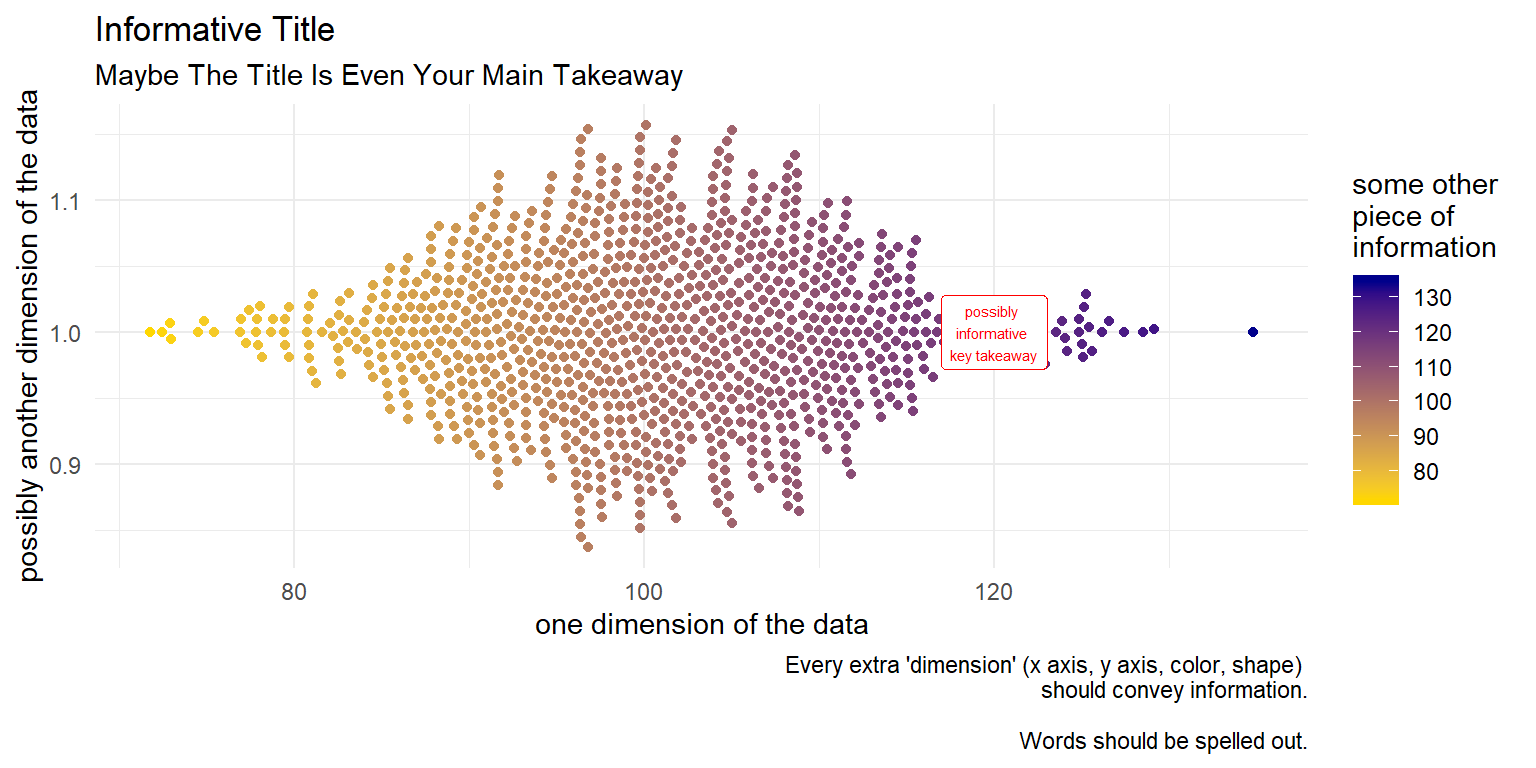 Informative Title
Maybe The Title Is Even Your Main Takeaway
possibly another dimension of the data
1.1
1.0
0.9
possibly
informative
key takeaway
80
100
120
one dimension of the data
some other
piece of
information
130
120
110
100
90
80
Every extra 'dimension' (x axis, y axis, color, shape)
should convey information.
Words should be spelled out.